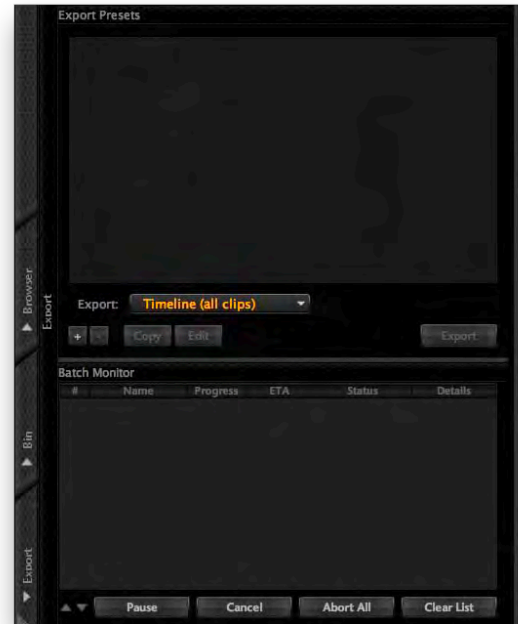 Export Presets
Export: Timeline (all clips)
+ - Copy Edit Export
Batch Monitor
# Name Progress ETA Status Details
Pause Cancel Abort All Clear List
Browser
Bin
Export
Export